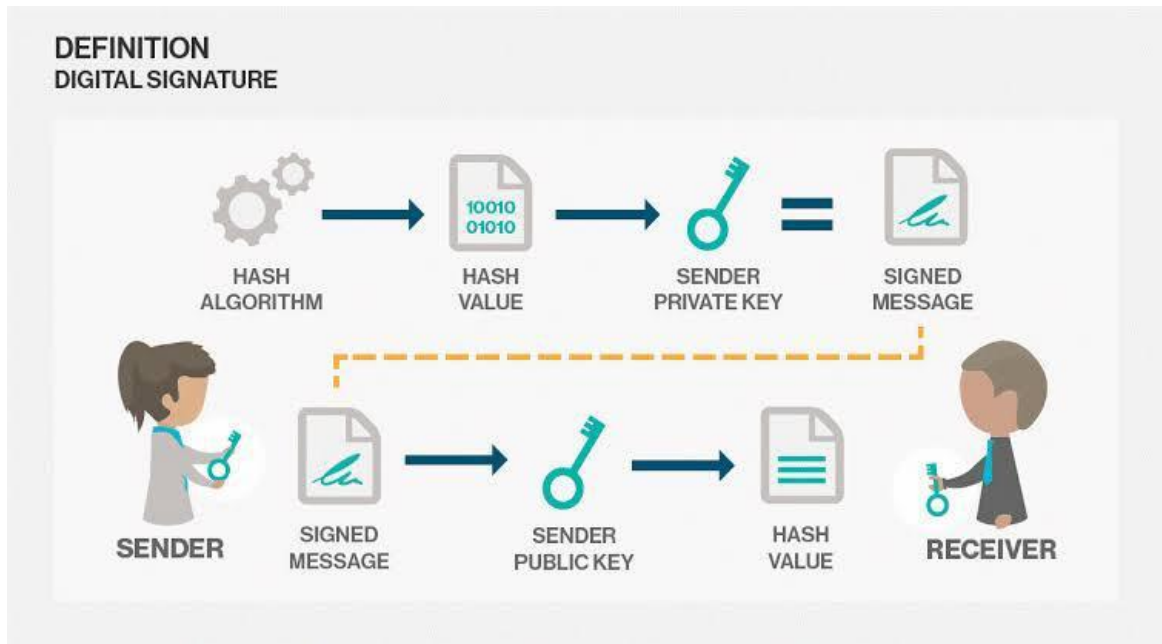 DEFINITION
DIGITAL SIGNATURE
10010
01010
HASH
ALGORITHM
HASH
VALUE
SENDER
PRIVATE KEY
SIGNED
MESSAGE
SENDER
SIGNED
MESSAGE
SENDER
PUBLIC KEY
HASH
VALUE
RECEIVER